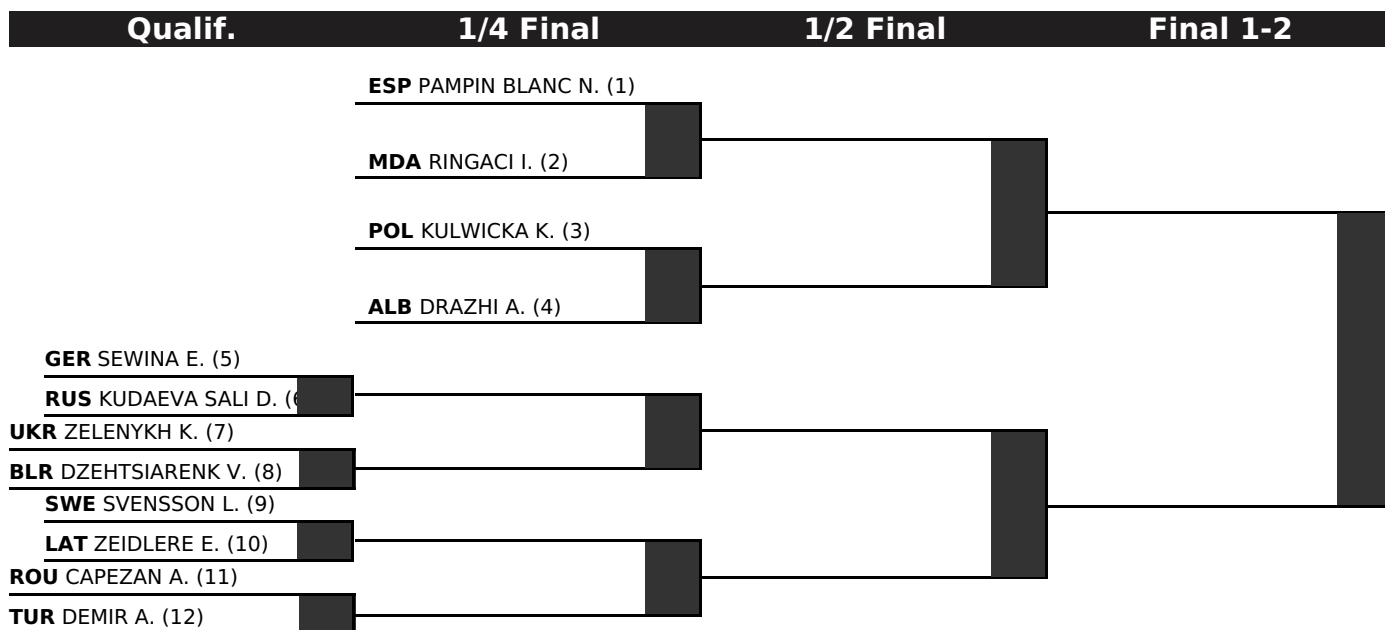 Qualif. 1/4 Final 1/2 Final Final 1-2
ESP PAMPIN BLANC N. (1)
MDA RINGACI I. (2)
POL KULWICKA K. (3)
ALB DRAZHI A. (4)
GER SEWINA E. (5)
RUS KUDAEVA SALI D. (6
UKR ZELENYKH K. (7)
BLR DZEHTSIARENK V. (8)
SWE SVENSSON L. (9)
LAT ZEIDLERE E. (10)
ROU CAPEZAN A. (11)
TUR DEMIR A. (12)